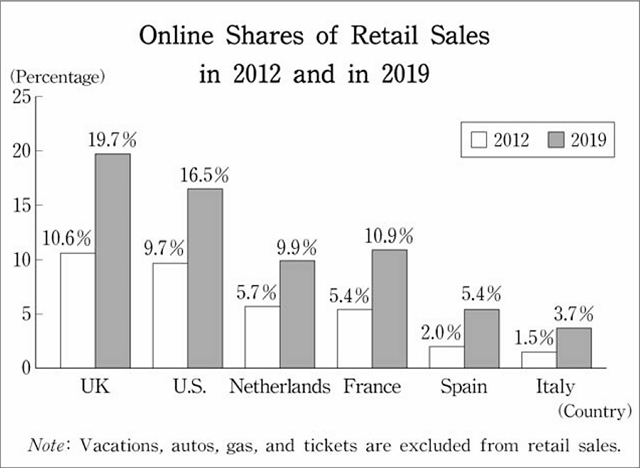 Online Shares of Retail Sales
in 2012 and in 2019
(Percentage)
25
20
15
10
5
0
2012
2019
10.6%
19.7%
9.7%
16.5%
5.7%
9.9%
5.4%
10.9%
2.0%
5.4%
1.5%
3.7%
UK
U.S.
Netherlands
France
Spain
Italy
(Country)
Note: Vacations, autos, gas, and tickets are excluded from retail sales.